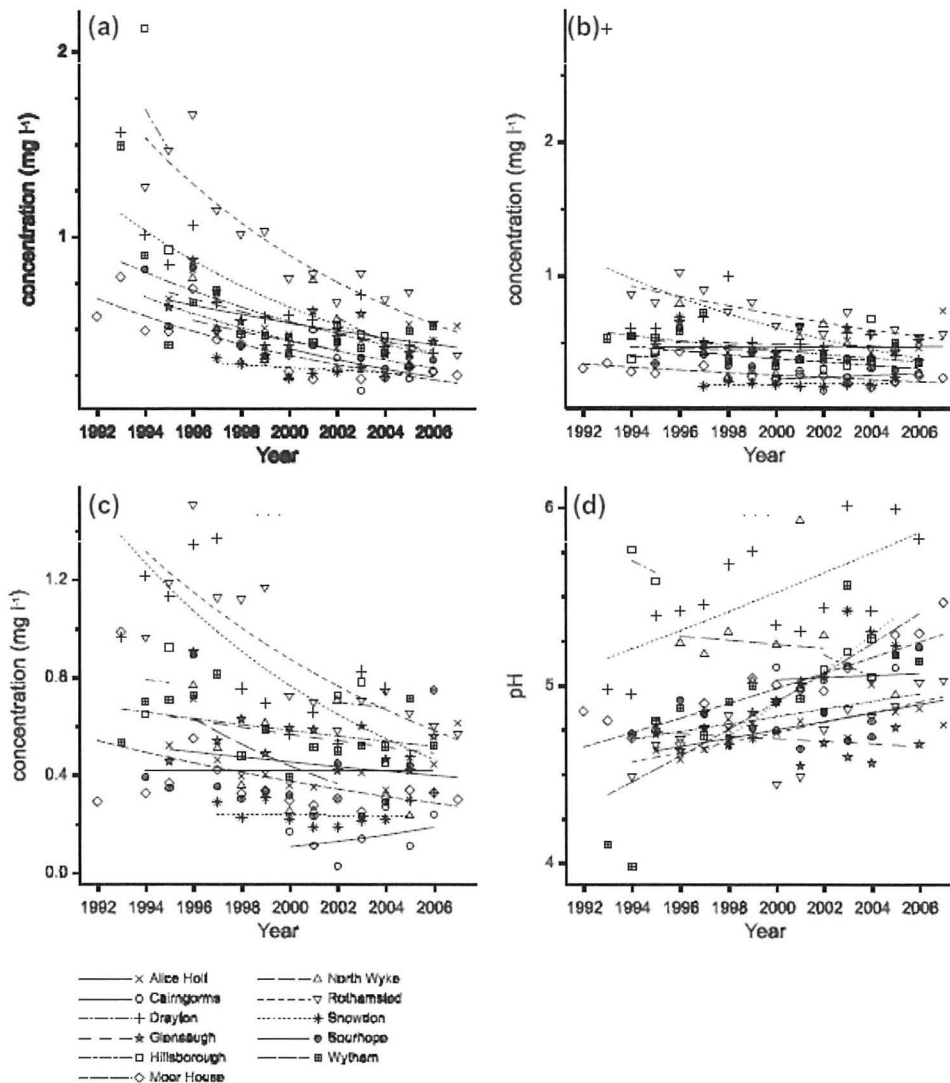 (a)
(b)
2
1
concentration (mg l⁻¹)
1992 1994 1996 1998 2000 2002 2004 2006
Year
2
1
concentration (mg l⁻¹)
1992 1994 1996 1998 2000 2002 2004 2006
Year
(c)
(d)
1.2
0.8
0.4
0.0
concentration (mg l⁻¹)
1992 1994 1996 1998 2000 2002 2004 2006
Year
6
5
4
pH
1992 1994 1996 1998 2000 2002 2004 2006
Year
Alice Holt
Cairngorms
Drayton
Glensaugh
Hillsborough
Moor House
North Wyke
Rothamsted
Snowdon
Sourhope
Wytham